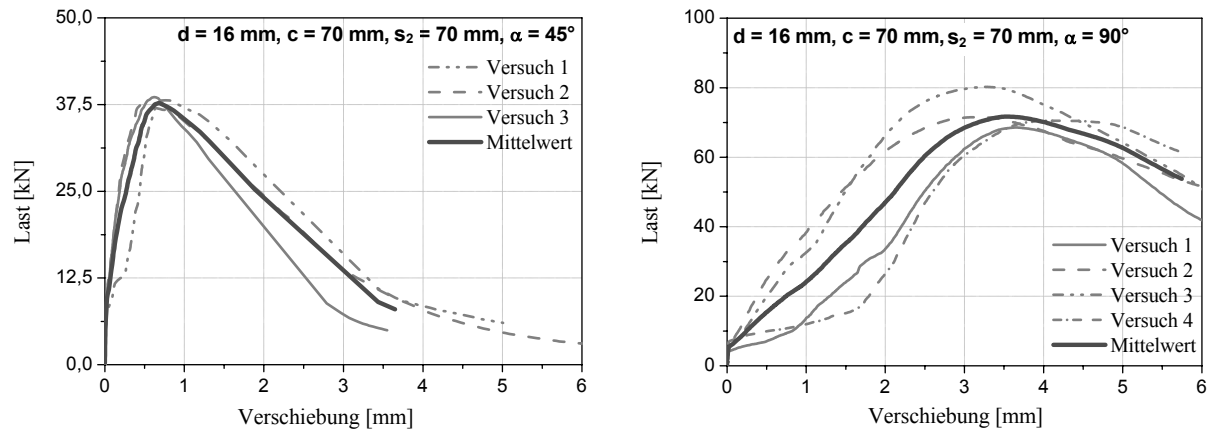 d = 16 mm, c = 70 mm, s₂ = 70 mm, α = 45°
Versuch 1
Versuch 2
Versuch 3
Mittelwert
Last [kN]
50,0
37,5
25,0
12,5
0,0
0 1 2 3 4 5 6
Verschiebung [mm]
d = 16 mm, c = 70 mm, s₂ = 70 mm, α = 90°
Versuch 1
Versuch 2
Versuch 3
Versuch 4
Mittelwert
Last [kN]
100
80
60
40
20
0
0 1 2 3 4 5 6
Verschiebung [mm]